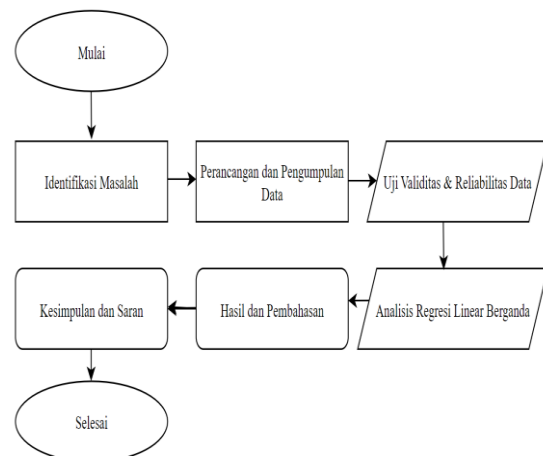 Mulai
Identifikasi Masalah
Perancangan dan Pengumpulan
Data
Uji Validitas & Reliabilitas Data
Analisis Regresi Linear Berganda
Hasil dan Pembahasan
Kesimpulan dan Saran
Selesai